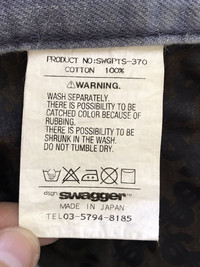 PRODUCT NO:SWGPTS-370
COTTON 100%
⚠WARNING.
WASH SEPARATELY.
THERE IS POSSIBILITY TO BE
CATCHED COLOR BECAUSE OF
RUBBING.
THERE IS POSSIBILITY TO BE
SHRUNK IN THE WASH.
DO NOT TUMBLE DRY.
dsgn swagger™
MADE IN JAPAN
TEL03-5794-8185